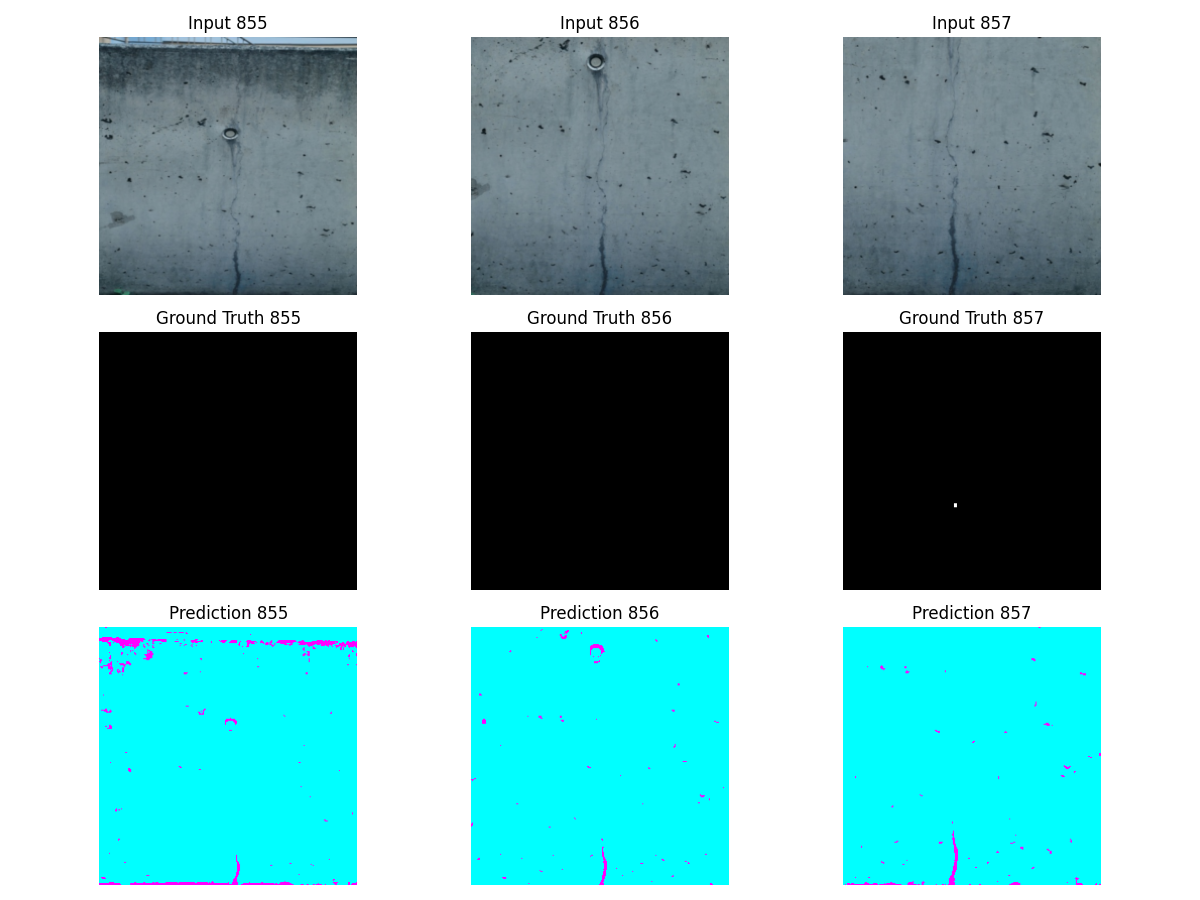 Input 855
Input 856
Input 857
Ground Truth 855
Ground Truth 856
Ground Truth 857
Prediction 855
Prediction 856
Prediction 857